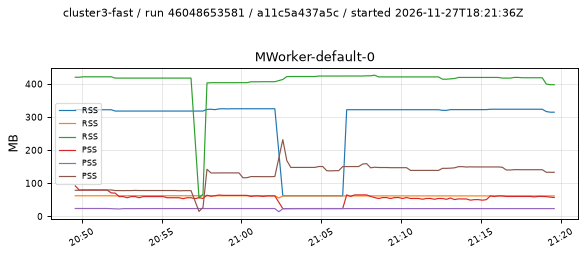 cluster3-fast / run 46048653581 / a11c5a437a5c / started 2026-11-27T18:21:36Z
MWorker-default-0
MB
400
300
200
100
0
RSS
RSS
RSS
PSS
PSS
PSS
20:50
20:55
21:00
21:05
21:10
21:15
21:20